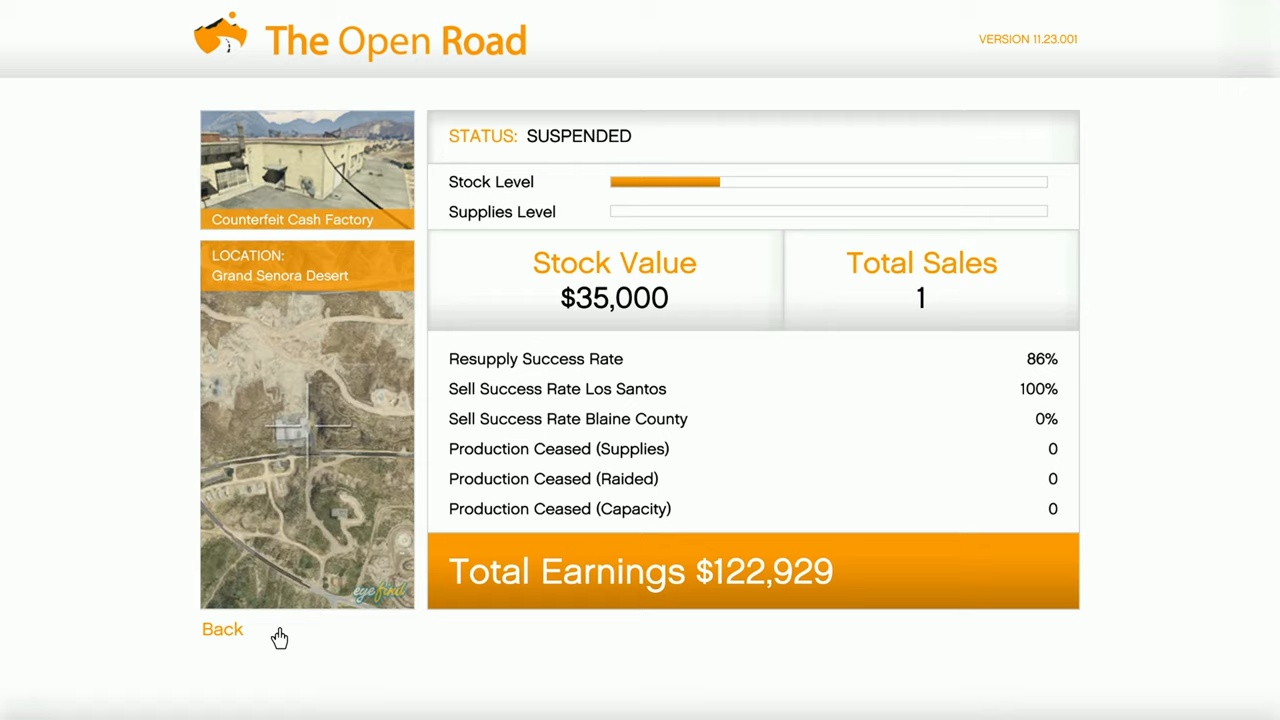 The Open Road
VERSION 11.23.001
Counterfeit Cash Factory
LOCATION:
Grand Senora Desert
eyefind
Back
STATUS: SUSPENDED
Stock Level
Supplies Level
Stock Value
$35,000
Total Sales
1
Resupply Success Rate 86%
Sell Success Rate Los Santos 100%
Sell Success Rate Blaine County 0%
Production Ceased (Supplies) 0
Production Ceased (Raided) 0
Production Ceased (Capacity) 0
Total Earnings $122,929